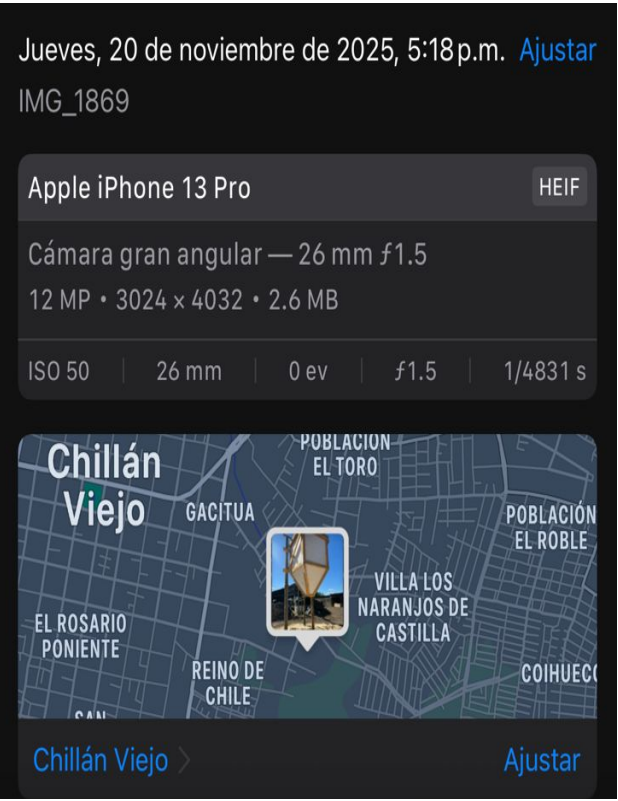 Jueves, 20 de noviembre de 2025, 5:18 p.m. Ajustar
IMG_1869
Apple iPhone 13 Pro HEIF
Cámara gran angular — 26 mm ƒ1.5
12 MP • 3024 × 4032 • 2.6 MB
ISO 50 26 mm 0 ev ƒ1.5 1/4831 s
Chillán
Viejo
POBLACIÓN
EL TORO
GACITUA
POBLACIÓN
EL ROBLE
VILLA LOS
NARANJOS DE
CASTILLA
EL ROSARIO
PONIENTE
REINO DE
CHILE
COIHUEC
SAN
Chillán Viejo > Ajustar